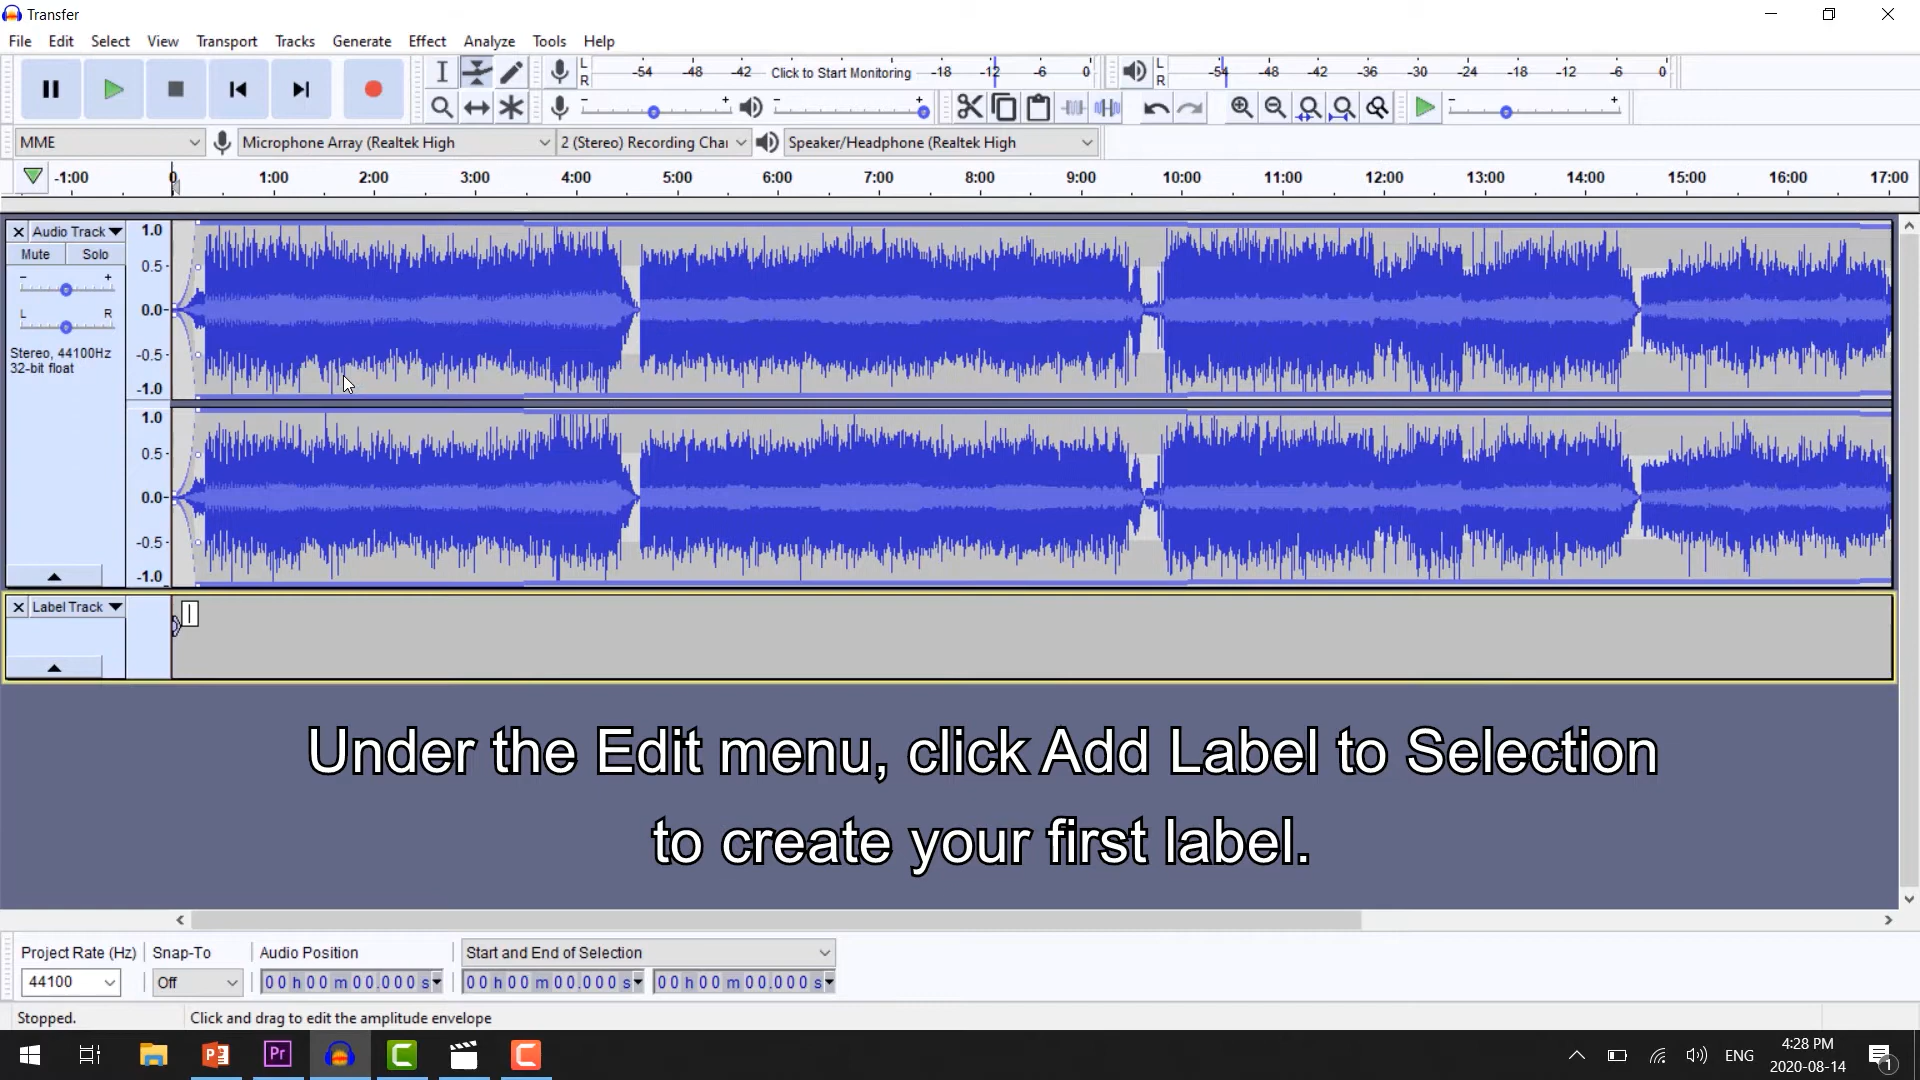 Transfer
File Edit Select View Transport Tracks Generate Effect Analyze Tools Help
L R -54 -48 -42 Click to Start Monitoring -18 -12 -6 0
L R -54 -48 -42 -36 -30 -24 -18 -12 -6 0
- + - + - +
MME Microphone Array (Realtek High 2 (Stereo) Recording Chai Speaker/Headphone (Realtek High
-1:00 0 1:00 2:00 3:00 4:00 5:00 6:00 7:00 8:00 9:00 10:00 11:00 12:00 13:00 14:00 15:00 16:00 17:00
Audio Track
Mute Solo
- +
L R
Stereo, 44100Hz
32-bit float
1.0
0.5
0.0
-0.5
-1.0
1.0
0.5
0.0
-0.5
-1.0
Label Track
Under the Edit menu, click Add Label to Selection
to create your first label.
Project Rate (Hz) Snap-To Audio Position Start and End of Selection
44100 Off 00 h 00 m 00.000 s 00 h 00 m 00.000 s 00 h 00 m 00.000 s
Stopped. Click and drag to edit the amplitude envelope
P Pr C C ENG 4:28 PM
2020-08-14 1